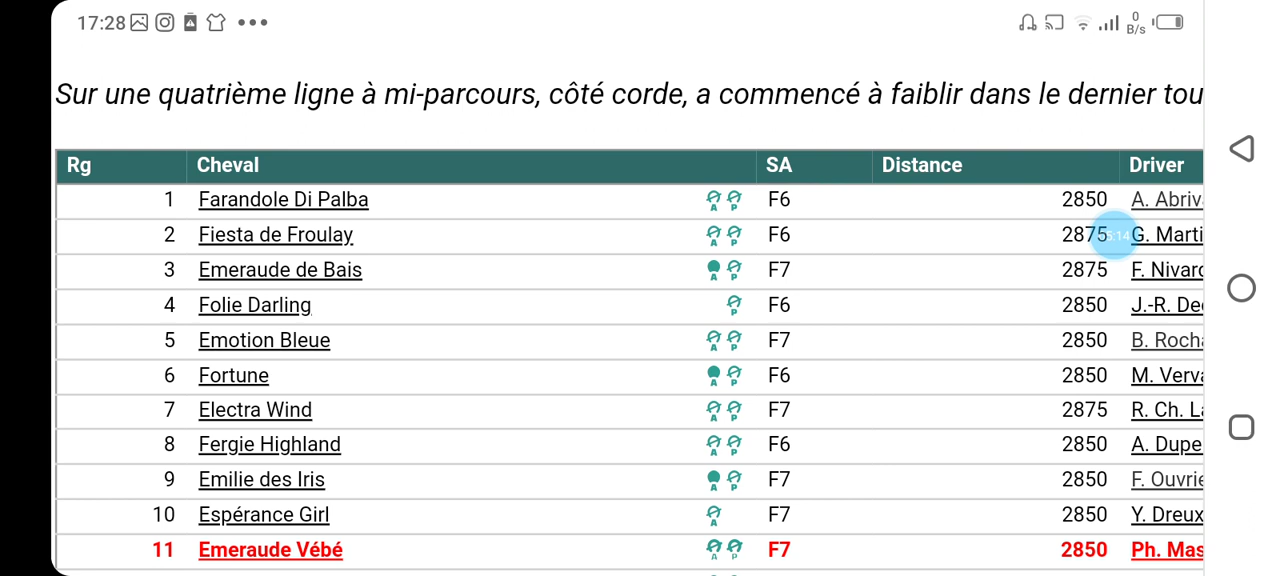 17:28 0 B/s
Sur une quatrième ligne à mi-parcours, côté corde, a commencé à faiblir dans le dernier tou
Rg Cheval SA Distance Driver
1 Farandole Di Palba A P F6 2850 A. Abriv
2 Fiesta de Froulay A P F6 2875 5:14 G. Marti
3 Emeraude de Bais A P F7 2875 F. Nivard
4 Folie Darling P F6 2850 J.-R. De
5 Emotion Bleue A P F7 2850 B. Roch
6 Fortune A P F6 2850 M. Verv
7 Electra Wind A P F7 2875 R. Ch. L
8 Fergie Highland A P F6 2850 A. Dupe
9 Emilie des Iris A P F7 2850 F. Ouvrie
10 Espérance Girl A F7 2850 Y. Dreux
11 Emeraude Vébé A P F7 2850 Ph. Mas